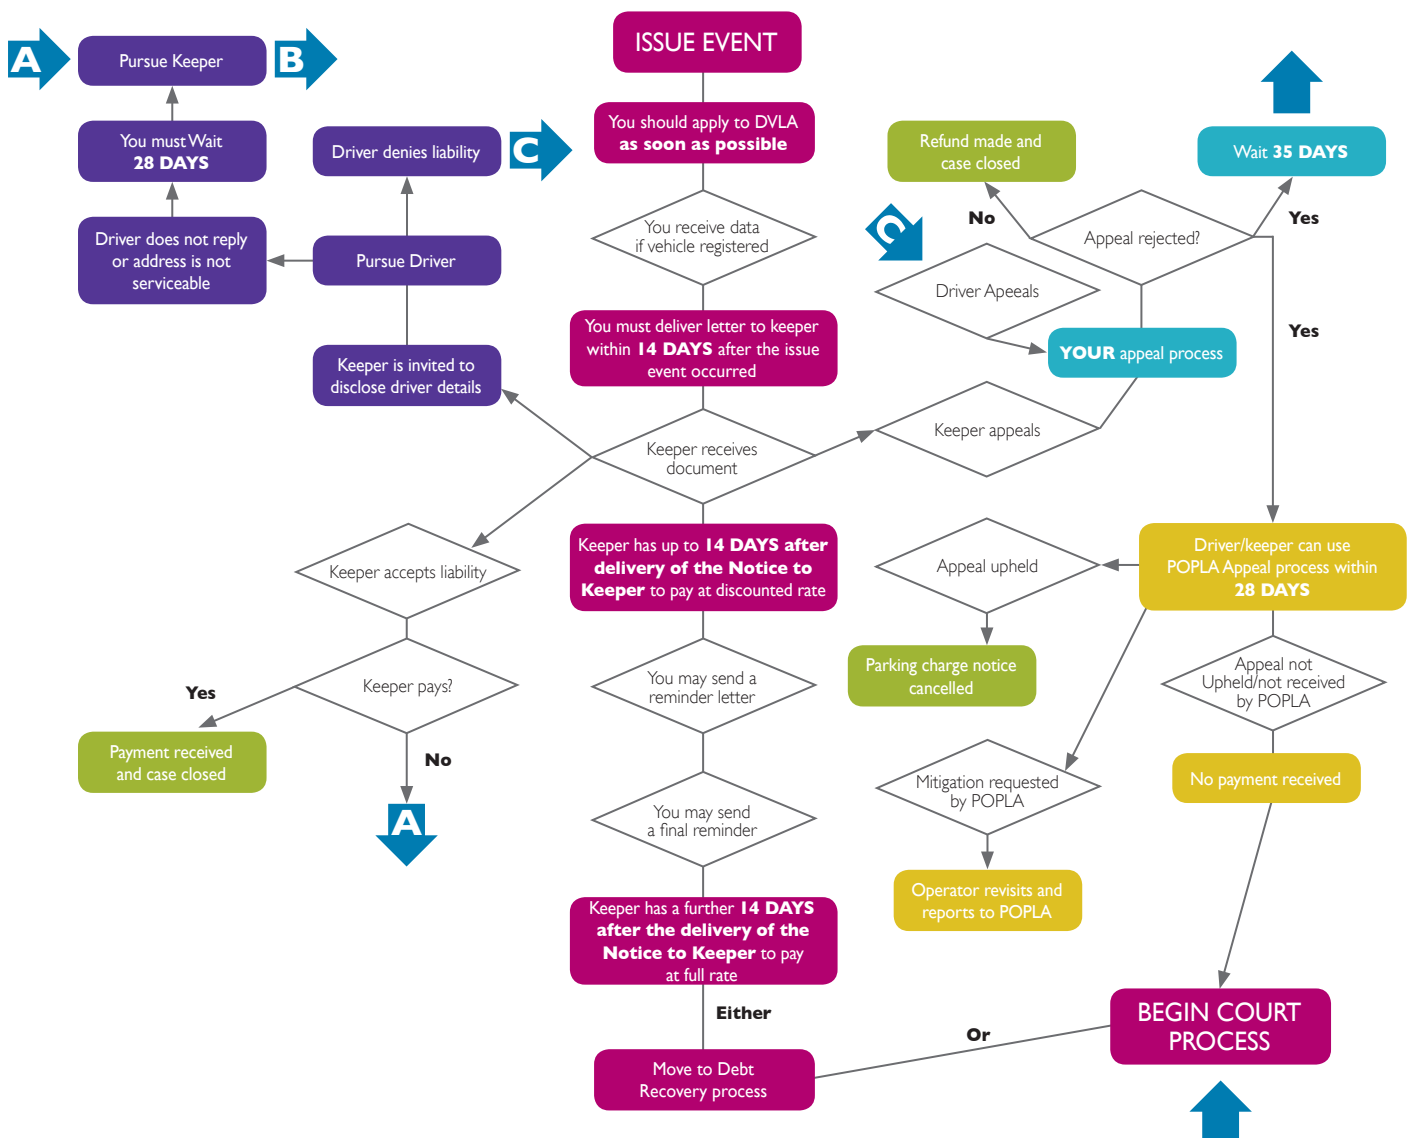 ISSUE EVENT
A
Pursue Keeper
B
You must Wait
28 DAYS
Driver denies liability
C
You should apply to DVLA
as soon as possible
Refund made and
case closed
Wait 35 DAYS
Driver does not reply
or address is not
serviceable
Pursue Driver
You receive data
if vehicle registered
C
No
Appeal rejected?
Yes
Driver Apeeals
Yes
You must deliver letter to keeper
within 14 DAYS after the issue
event occurred
YOUR appeal process
Keeper is invited to
disclose driver details
Keeper receives
document
Keeper appeals
Keeper accepts liability
Keeper has up to 14 DAYS after
delivery of the Notice to
Keeper to pay at discounted rate
Appeal upheld
Driver/keeper can use
POPLA Appeal process within
28 DAYS
Yes
Keeper pays?
You may send a
reminder letter
Parking charge notice
cancelled
Appeal not
Upheld/not received
by POPLA
Payment received
and case closed
No
A
You may send
a final reminder
Mitigation requested
by POPLA
No payment received
Keeper has a further 14 DAYS
after the delivery of the
Notice to Keeper to pay
at full rate
Operator revisits and
reports to POPLA
Either
Or
BEGIN COURT
PROCESS
Move to Debt
Recovery process